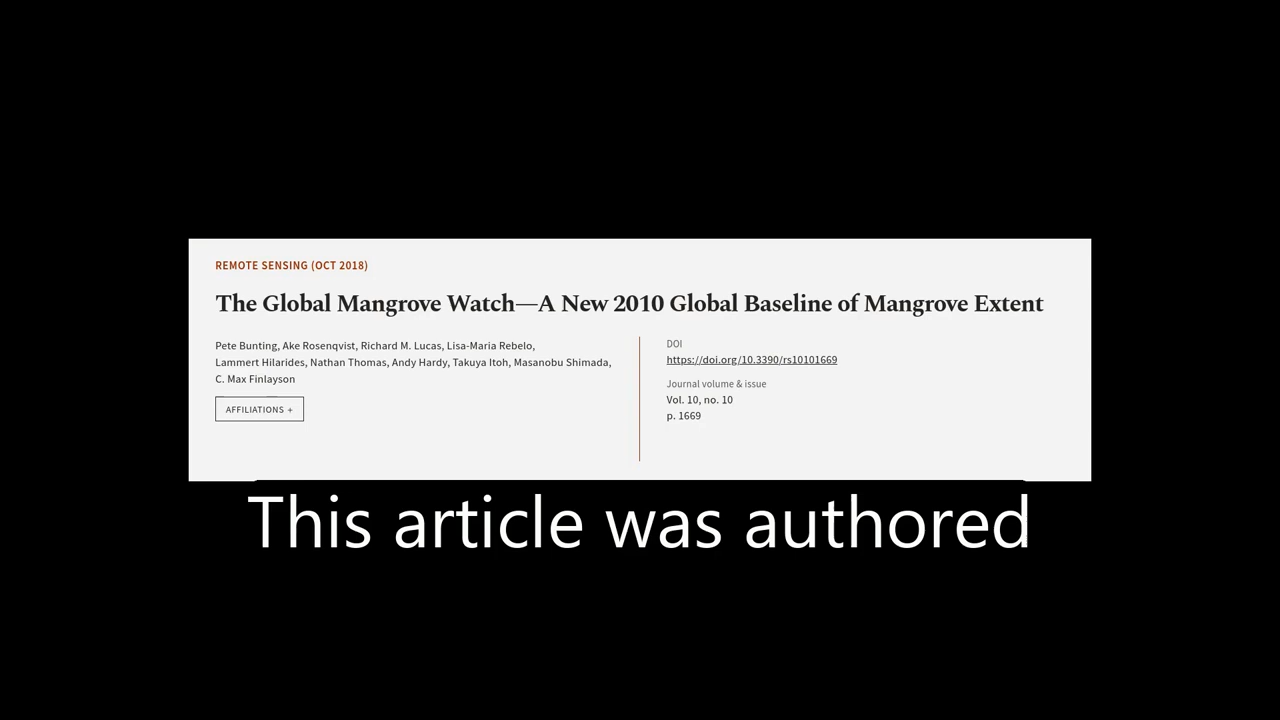 REMOTE SENSING (OCT 2018)
The Global Mangrove Watch—A New 2010 Global Baseline of Mangrove Extent
Pete Bunting, Ake Rosenqvist, Richard M. Lucas, Lisa-Maria Rebelo,
Lammert Hilarides, Nathan Thomas, Andy Hardy, Takuya Itoh, Masanobu Shimada,
C. Max Finlayson
AFFILIATIONS +
DOI
https://doi.org/10.3390/rs10101669
Journal volume & issue
Vol. 10, no. 10
p. 1669
This article was authored